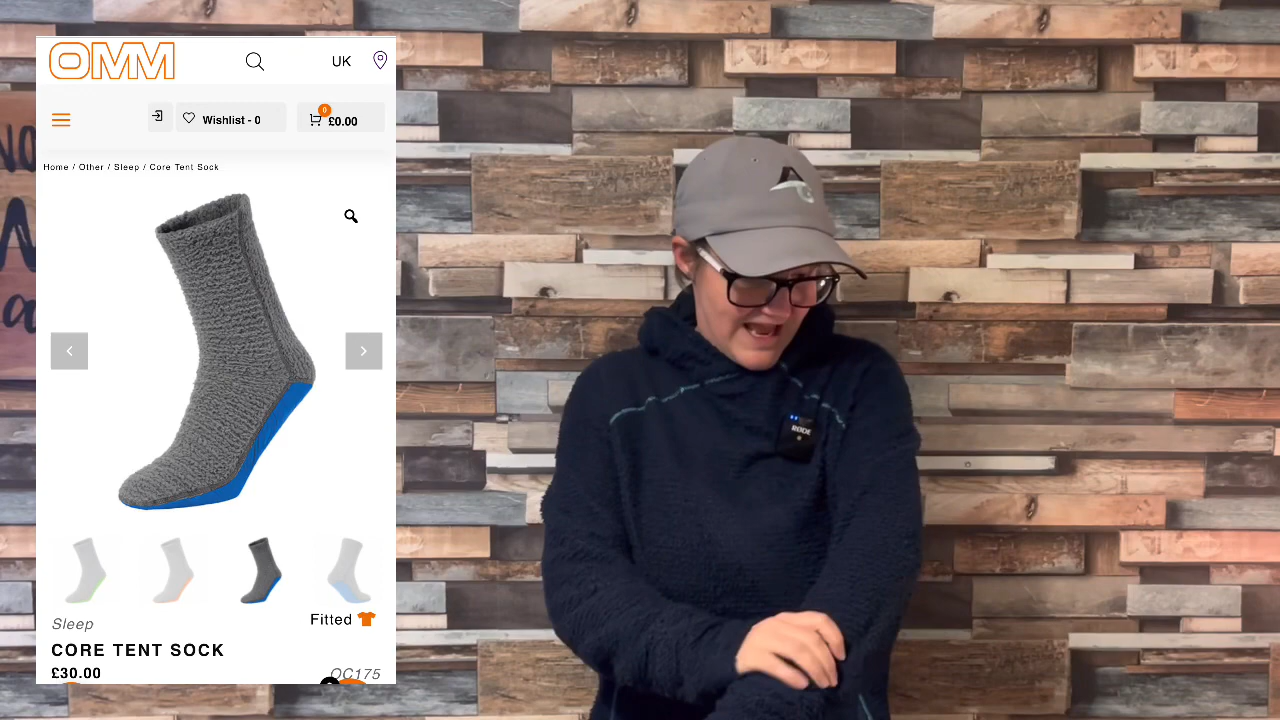 OMM
UK
Wishlist - 0
0
£0.00
Home / Other / Sleep / Core Tent Sock
Sleep
Fitted
CORE TENT SOCK
£30.00
OC175
RØDE